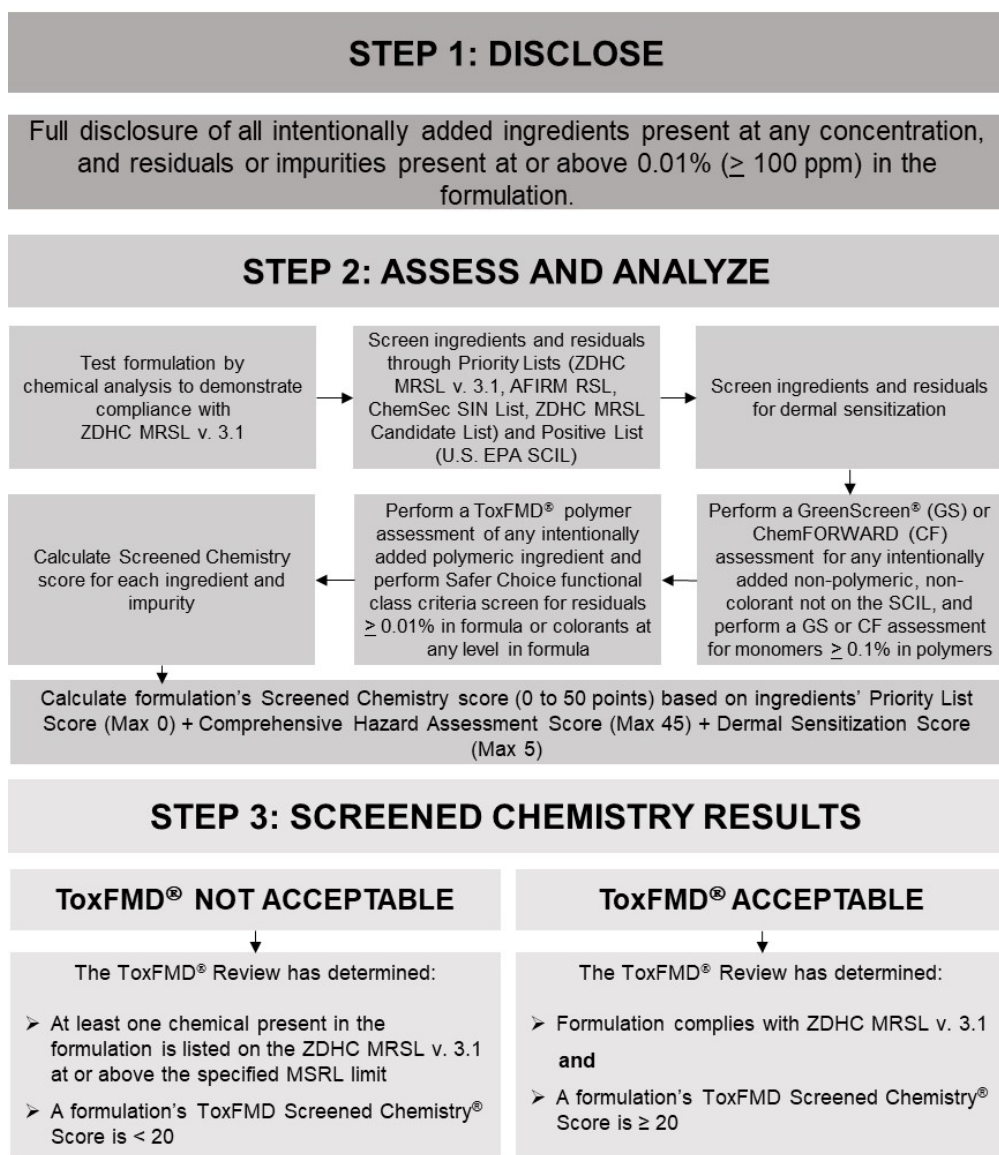 STEP 1: DISCLOSE
Full disclosure of all intentionally added ingredients present at any concentration,
and residuals or impurities present at or above 0.01% (≥ 100 ppm) in the
formulation.
STEP 2: ASSESS AND ANALYZE
Test formulation by
chemical analysis to demonstrate
compliance with
ZDHC MRSL v. 3.1
Screen ingredients and residuals
through Priority Lists (ZDHC
MRSL v. 3.1, AFIRM RSL,
ChemSec SIN List, ZDHC MRSL
Candidate List) and Positive List
(U.S. EPA SCIL)
Screen ingredients and residuals
for dermal sensitization
Perform a GreenScreen® (GS) or
ChemFORWARD (CF)
assessment for any intentionally
added non-polymeric, non-
colorant not on the SCIL, and
perform a GS or CF assessment
for monomers ≥ 0.1% in polymers
Perform a ToxFMD® polymer
assessment of any intentionally
added polymeric ingredient and
perform Safer Choice functional
class criteria screen for residuals
≥ 0.01% in formula or colorants at
any level in formula
Calculate Screened Chemistry
score for each ingredient and
impurity
Calculate formulation's Screened Chemistry score (0 to 50 points) based on ingredients' Priority List
Score (Max 0) + Comprehensive Hazard Assessment Score (Max 45) + Dermal Sensitization Score
(Max 5)
STEP 3: SCREENED CHEMISTRY RESULTS
ToxFMD® NOT ACCEPTABLE
The ToxFMD® Review has determined:
➢ At least one chemical present in the
formulation is listed on the ZDHC MRSL v. 3.1
at or above the specified MSRL limit
➢ A formulation's ToxFMD Screened Chemistry®
Score is < 20
ToxFMD® ACCEPTABLE
The ToxFMD® Review has determined:
➢ Formulation complies with ZDHC MRSL v. 3.1
and
➢ A formulation's ToxFMD Screened Chemistry®
Score is ≥ 20